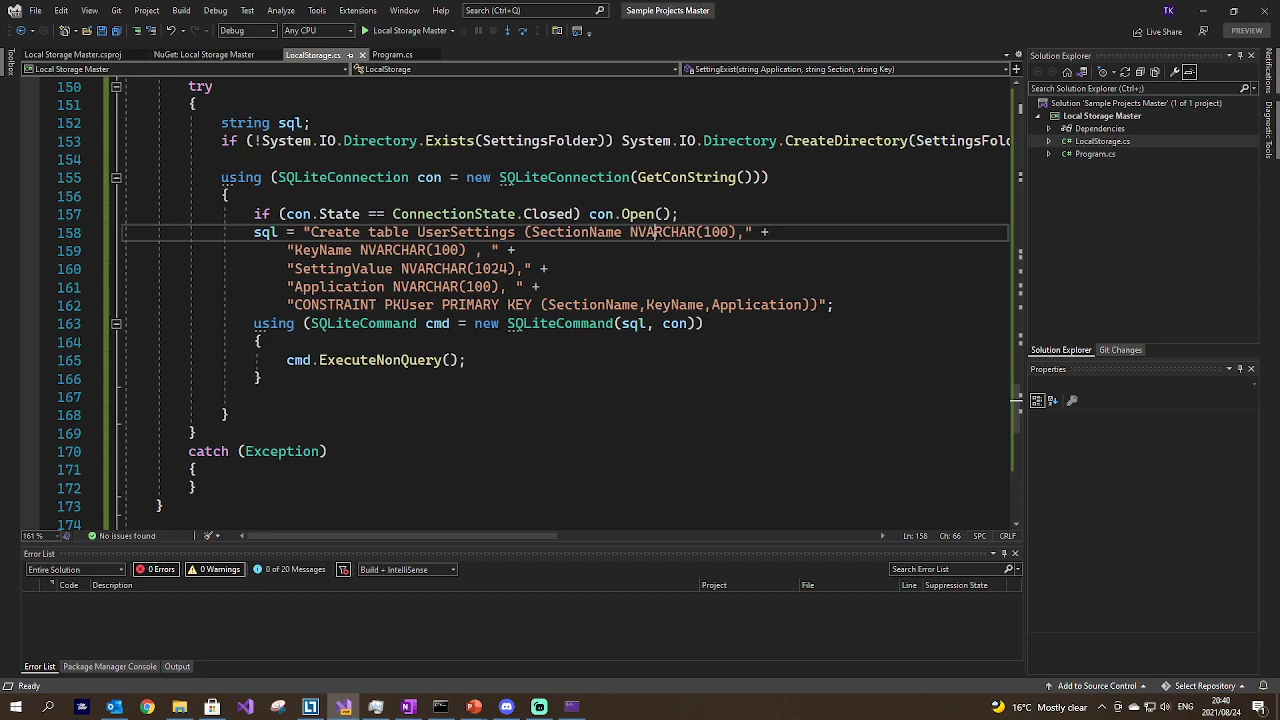 File Edit View Git Project Build Debug Test Analyze Tools Extensions Window Help Search (Ctrl+Q) Sample Projects Master TK
Debug Any CPU Local Storage Master Live Share PREVIEW
Local Storage Master.csproj NuGet: Local Storage Master LocalStorage.cs Program.cs
Local Storage Master LocalStorage SettingExist(string Application, string Section, string Key)
Toolbox
150 try
151 {
152 string sql;
153 if (!System.IO.Directory.Exists(SettingsFolder)) System.IO.Directory.CreateDirectory(SettingsFol
154
155 using (SQLiteConnection con = new SQLiteConnection(GetConString()))
156 {
157 if (con.State == ConnectionState.Closed) con.Open();
158 sql = "Create table UserSettings (SectionName NVARCHAR(100)," +
159 "KeyName NVARCHAR(100) , " +
160 "SettingValue NVARCHAR(1024)," +
161 "Application NVARCHAR(100), " +
162 "CONSTRAINT PKUser PRIMARY KEY (SectionName,KeyName,Application))";
163 using (SQLiteCommand cmd = new SQLiteCommand(sql, con))
164 {
165 cmd.ExecuteNonQuery();
166 }
167
168 }
169 }
170 catch (Exception)
171 {
172 }
173 }
174
161 % No issues found Ln: 158 Ch: 66 SPC CRLF
Error List
Entire Solution 0 Errors 0 Warnings 0 of 20 Messages Build + IntelliSense Search Error List
Code Description Project File Line Suppression State
Error List Package Manager Console Output
Solution Explorer
Search Solution Explorer (Ctrl+;)
Solution 'Sample Projects Master' (1 of 1 project)
Local Storage Master
Dependencies
LocalStorage.cs
Program.cs
Solution Explorer Git Changes
Properties
Notifications
Diagnostic Tools
Ready Add to Source Control Select Repository
16°C Mostly clear ENG 20:40
2021/08/24